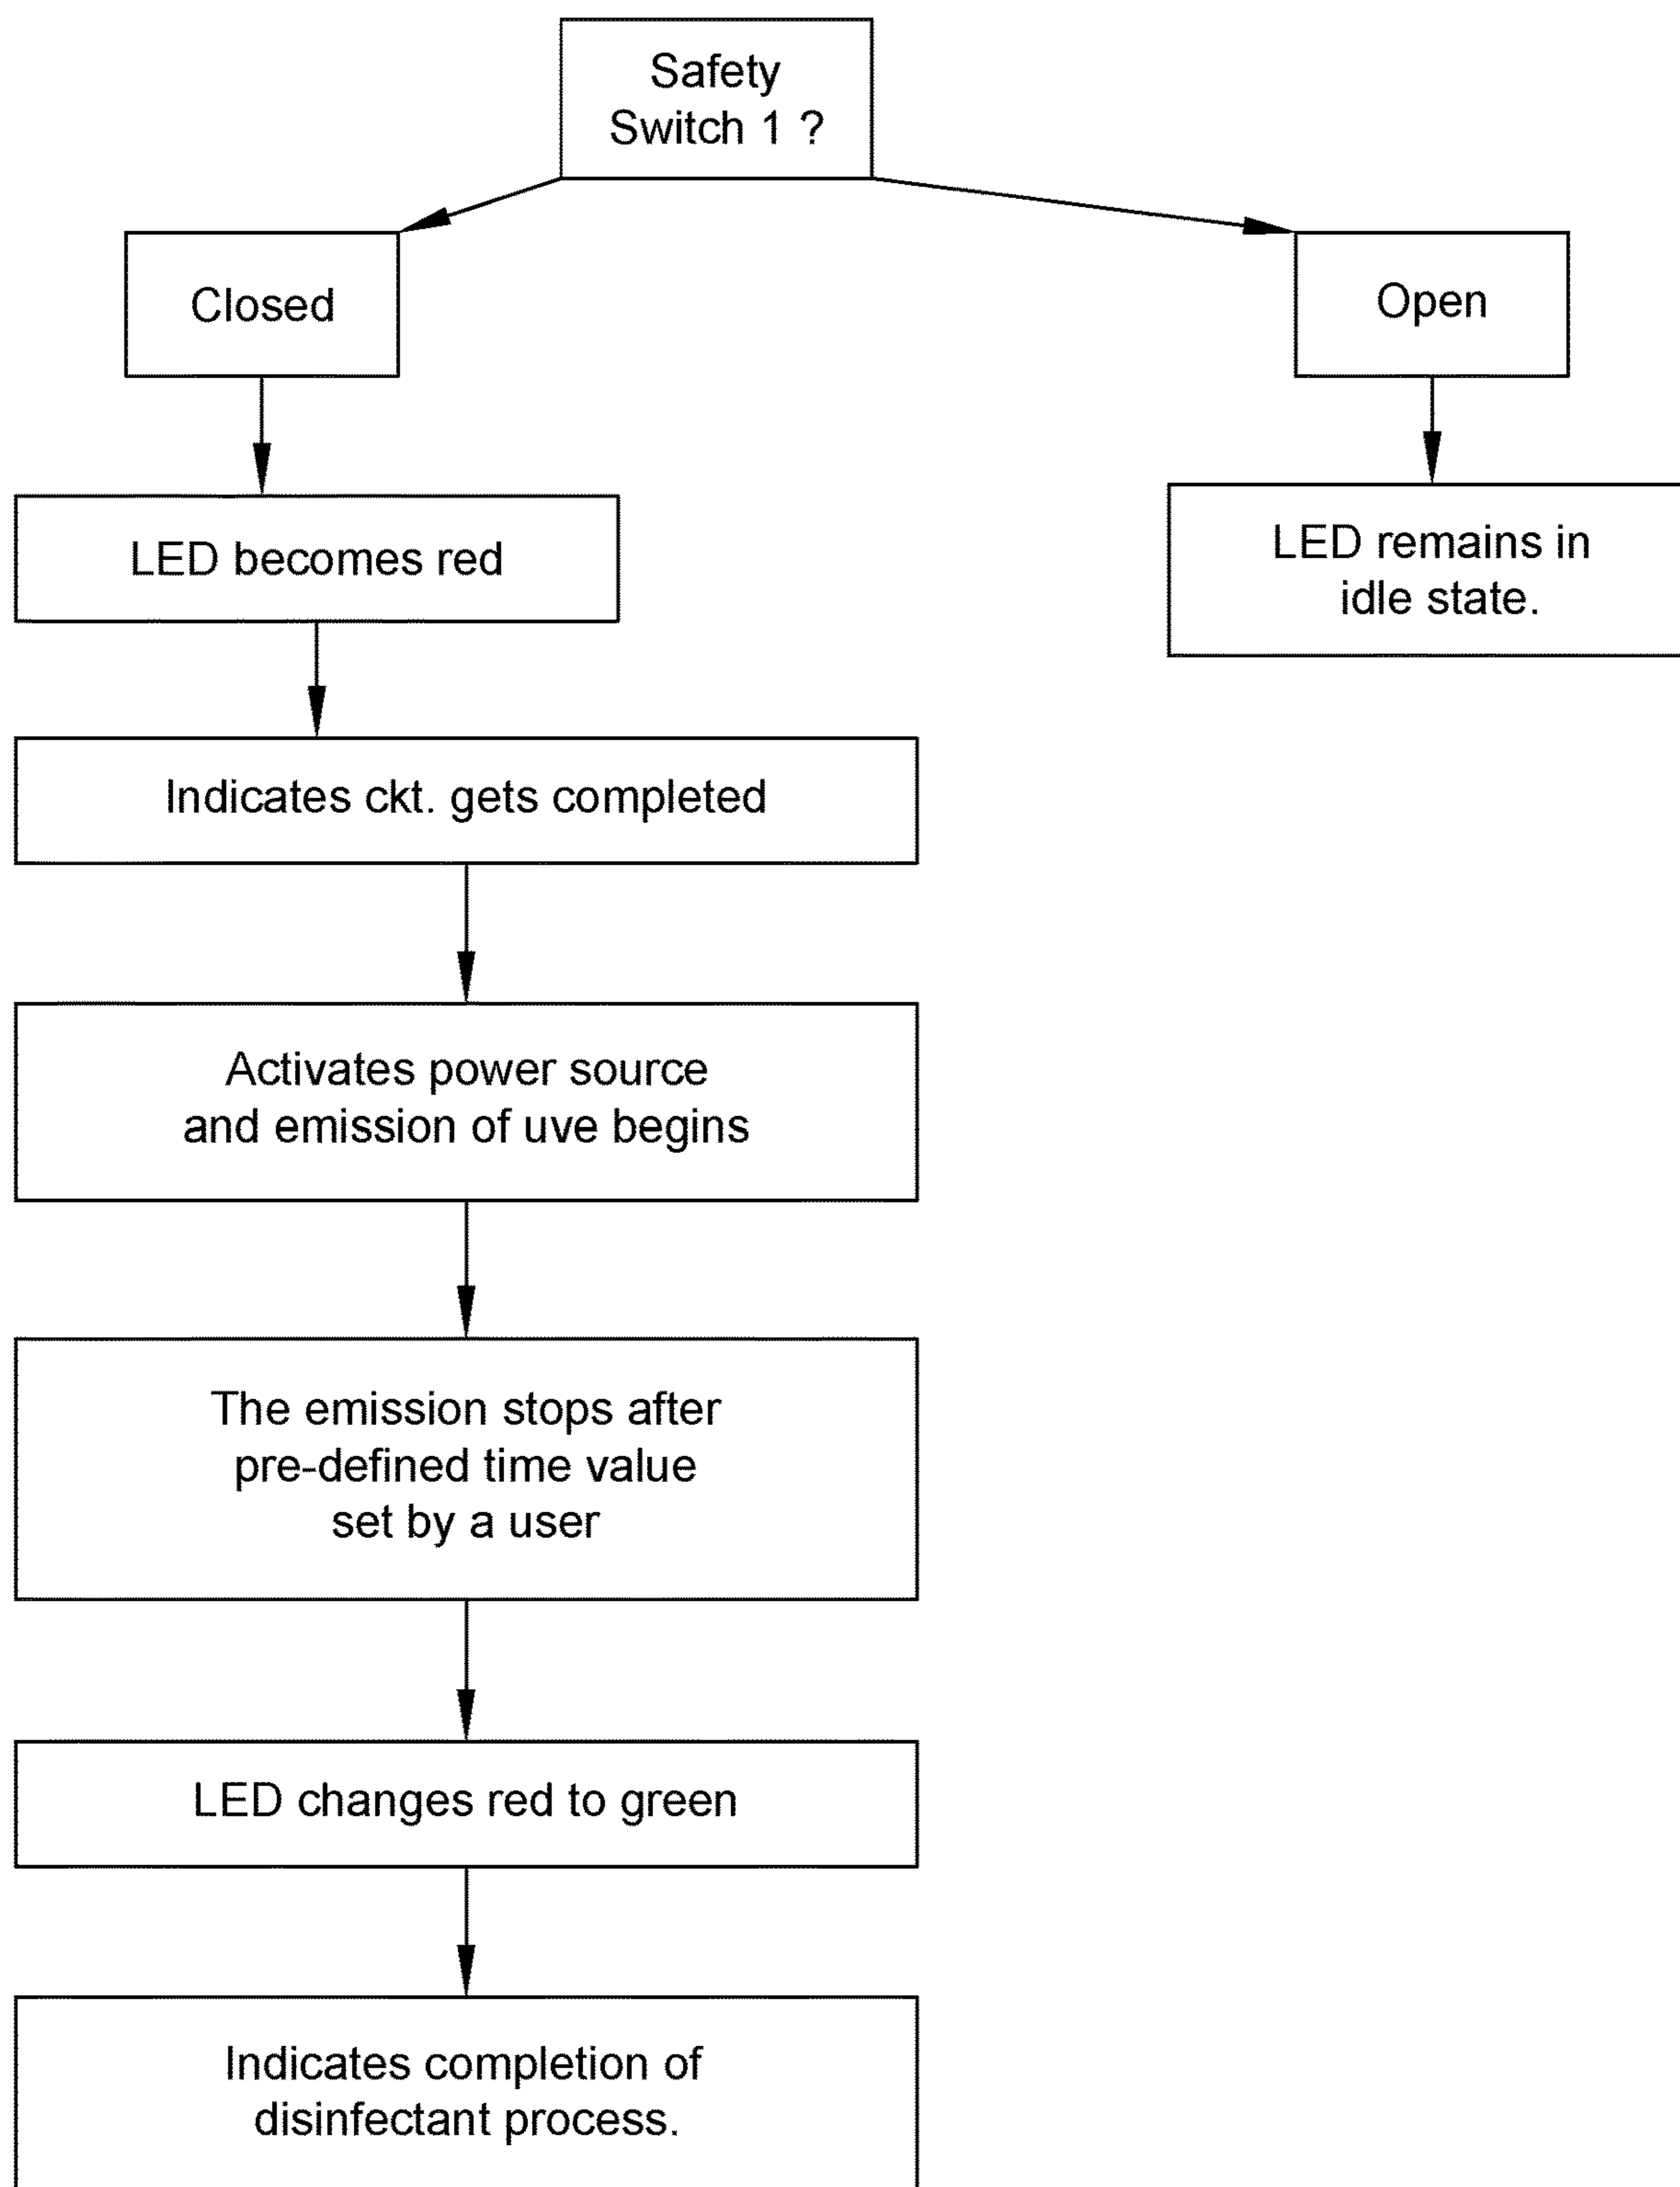 Safety
Switch 1 ?
Closed
Open
LED becomes red
LED remains in
idle state.
Indicates ckt. gets completed
Activates power source
and emission of uve begins
The emission stops after
pre-defined time value
set by a user
LED changes red to green
Indicates completion of
disinfectant process.